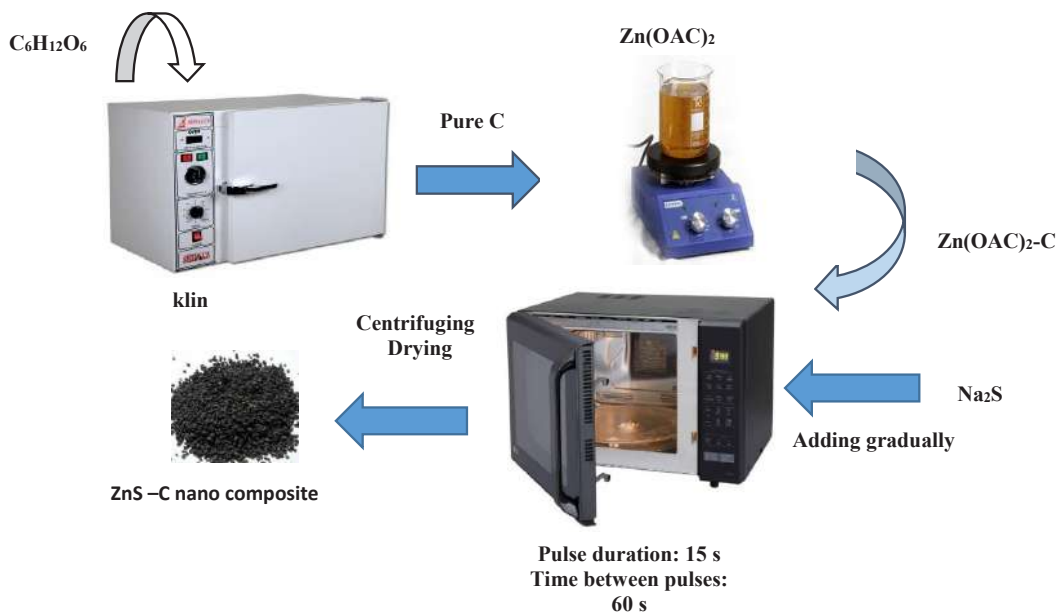 C₆H₁₂O₆
Zn(OAC)₂
Pure C
Zn(OAC)₂-C
klin
Centrifuging
Drying
Na₂S
Adding gradually
ZnS –C nano composite
Pulse duration: 15 s
Time between pulses:
60 s